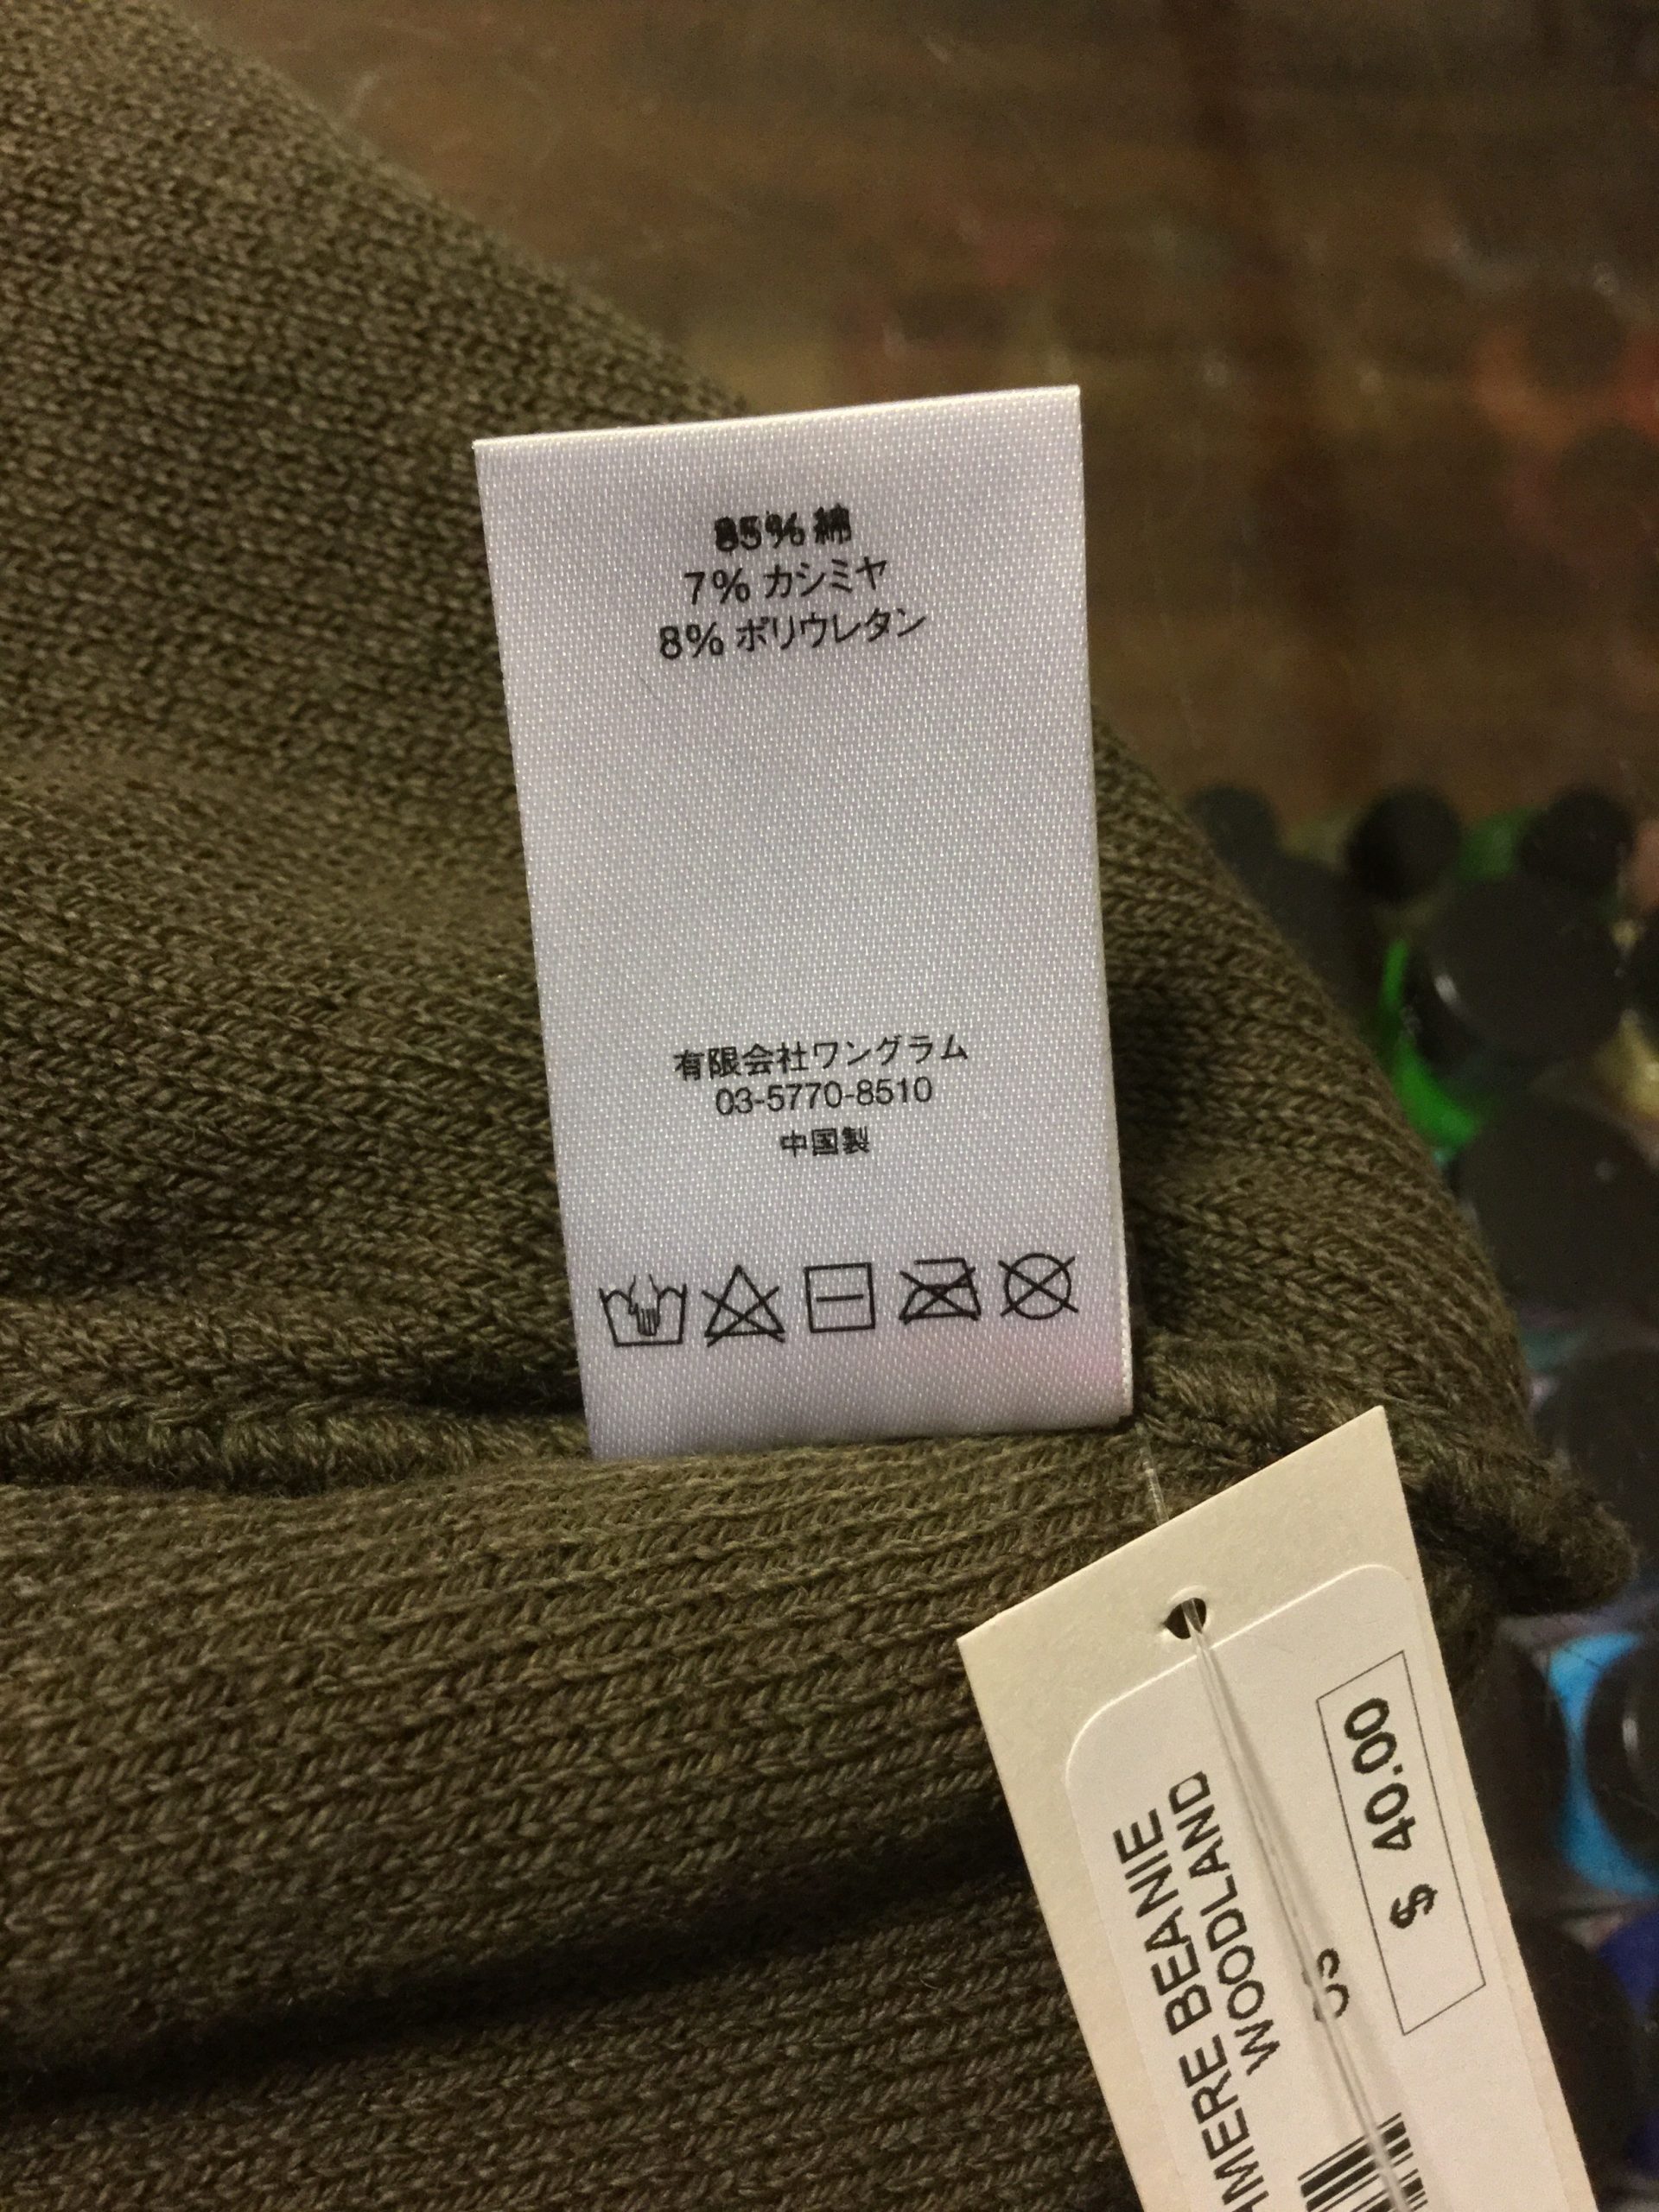 85% 綿
7% カシミヤ
8% ポリウレタン
有限会社ワングラム
03-5770-8510
中国製
BEANIE
WOODLAND
OS
$ 40.00